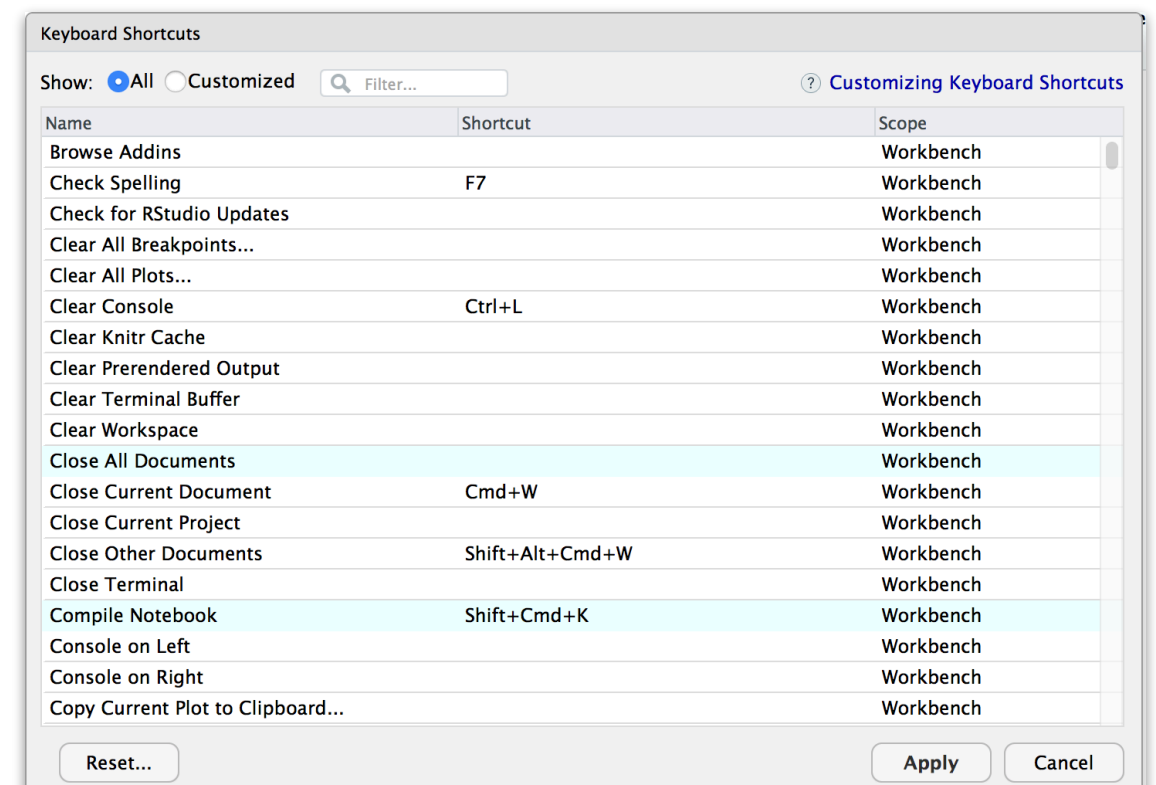 Keyboard Shortcuts
Show: All Customized Filter... ? Customizing Keyboard Shortcuts
Name Shortcut Scope
Browse Addins Workbench
Check Spelling F7 Workbench
Check for RStudio Updates Workbench
Clear All Breakpoints... Workbench
Clear All Plots... Workbench
Clear Console Ctrl+L Workbench
Clear Knitr Cache Workbench
Clear Prerendered Output Workbench
Clear Terminal Buffer Workbench
Clear Workspace Workbench
Close All Documents Workbench
Close Current Document Cmd+W Workbench
Close Current Project Workbench
Close Other Documents Shift+Alt+Cmd+W Workbench
Close Terminal Workbench
Compile Notebook Shift+Cmd+K Workbench
Console on Left Workbench
Console on Right Workbench
Copy Current Plot to Clipboard... Workbench
Reset... Apply Cancel